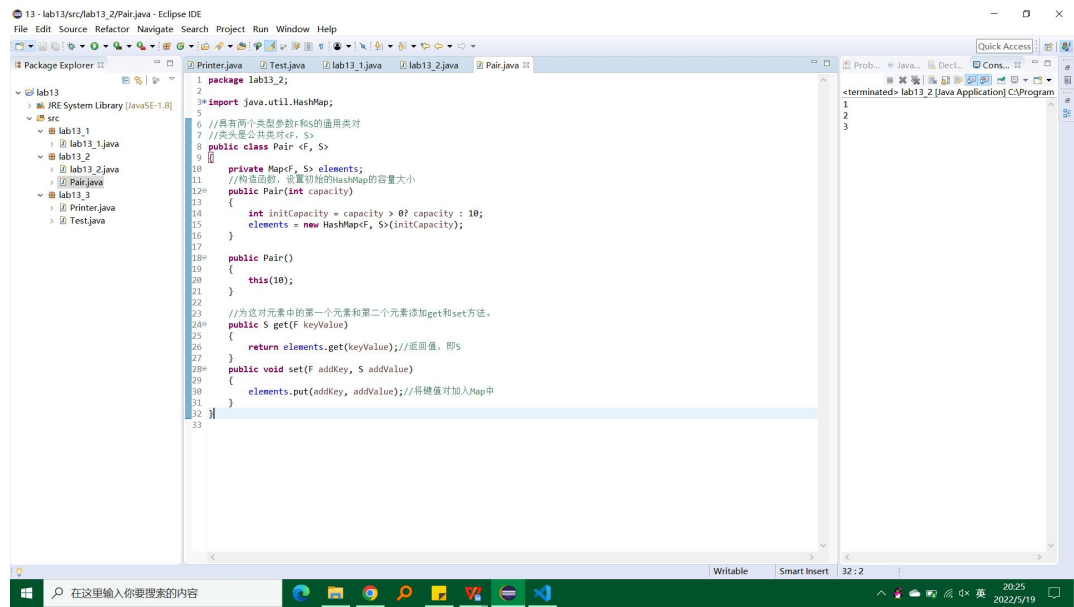 13 - lab13/src/lab13_2/Pair.java - Eclipse IDE
File Edit Source Refactor Navigate Search Project Run Window Help
Quick Access
Package Explorer
lab13
JRE System Library [JavaSE-1.8]
src
lab13_1
lab13_1.java
lab13_2
lab13_2.java
Pair.java
lab13_3
Printer.java
Test.java
Printer.java Test.java lab13_1.java lab13_2.java Pair.java
1 package lab13_2;
2
3 import java.util.HashMap;
5
6 //具有两个类型参数F和S的通用类对
7 //类头是公共类对<F, S>
8 public class Pair <F, S>
9 {
10 private Map<F, S> elements;
11 //构造函数，设置初始的HashMap的容量大小
12 public Pair(int capacity)
13 {
14 int initCapacity = capacity > 0? capacity : 10;
15 elements = new HashMap<F, S>(initCapacity);
16 }
17
18 public Pair()
19 {
20 this(10);
21 }
22
23 //为这对元素中的第一个元素和第二个元素添加get和set方法。
24 public S get(F keyValue)
25 {
26 return elements.get(keyValue);//返回值，即S
27 }
28 public void set(F addKey, S addValue)
29 {
30 elements.put(addKey, addValue);//将键值对加入Map中
31 }
32 }
33
Prob... Java... Decl... Cons...
<terminated> lab13_2 [Java Application] C:\Program
1
2
3
Writable Smart Insert 32 : 2
在这里输入你要搜索的内容
英
20:25
2022/5/19